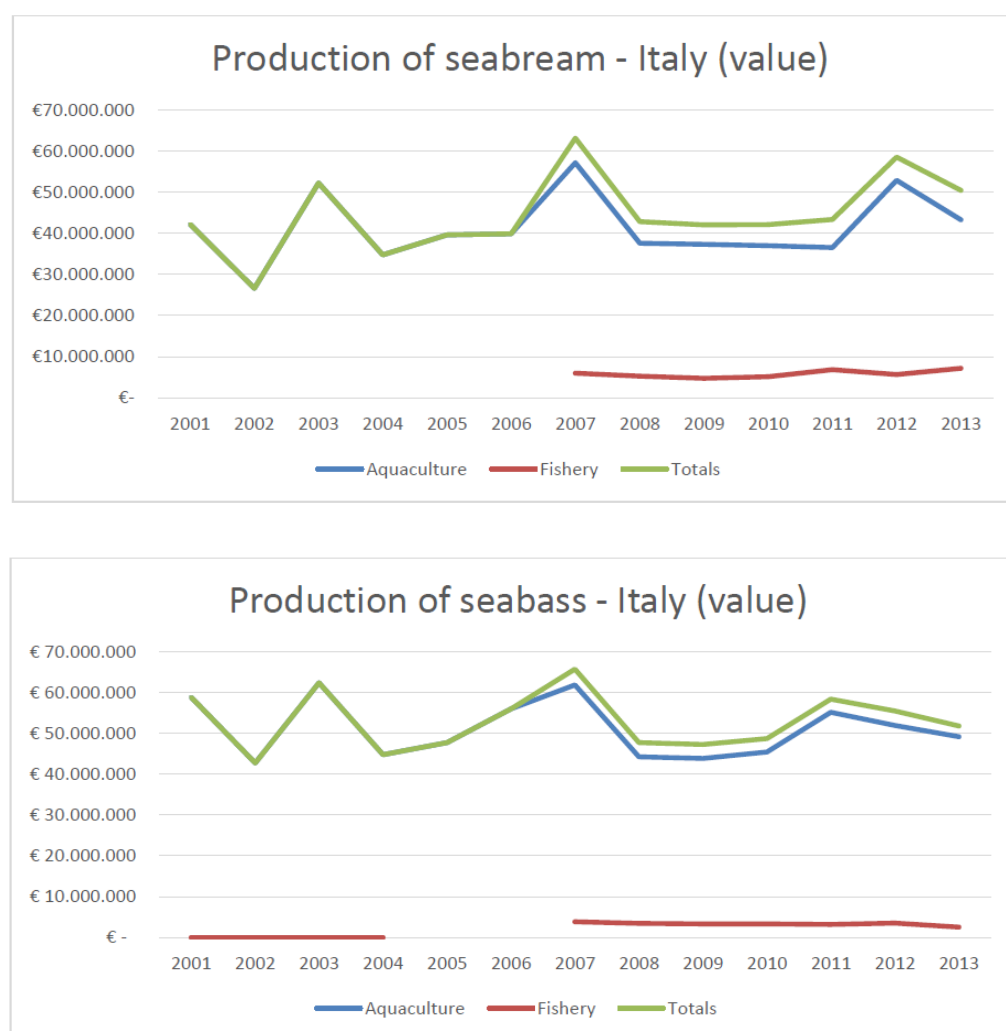 Production of seabream - Italy (value)
€70.000.000
€60.000.000
€50.000.000
€40.000.000
€30.000.000
€20.000.000
€10.000.000
€-
2001 2002 2003 2004 2005 2006 2007 2008 2009 2010 2011 2012 2013
Aquaculture Fishery Totals
Production of seabass - Italy (value)
€ 70.000.000
€ 60.000.000
€ 50.000.000
€ 40.000.000
€ 30.000.000
€ 20.000.000
€ 10.000.000
€ -
2001 2002 2003 2004 2005 2006 2007 2008 2009 2010 2011 2012 2013
Aquaculture Fishery Totals